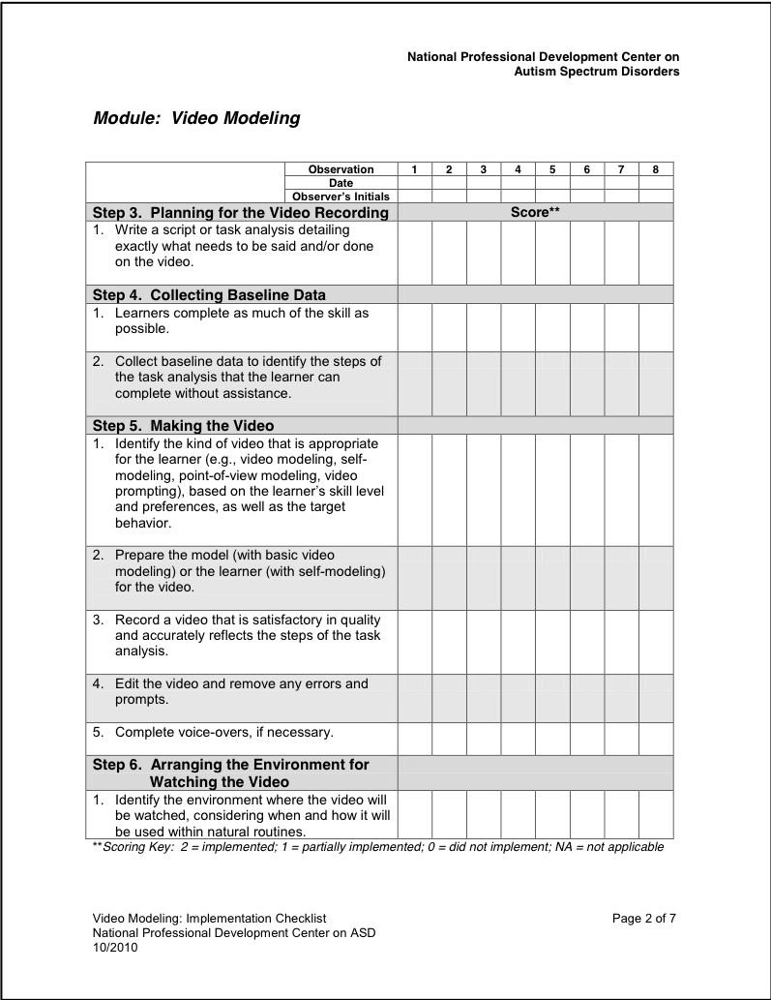 National Professional Development Center on
Autism Spectrum Disorders
Module:  Video Modeling
Observation 1 2 3 4 5 6 7 8
Date
Observer's Initials
Step 3.  Planning for the Video Recording Score**
1. Write a script or task analysis detailing
exactly what needs to be said and/or done
on the video.
Step 4.  Collecting Baseline Data
1. Learners complete as much of the skill as
possible.
2. Collect baseline data to identify the steps of
the task analysis that the learner can
complete without assistance.
Step 5.  Making the Video
1. Identify the kind of video that is appropriate
for the learner (e.g., video modeling, self-
modeling, point-of-view modeling, video
prompting), based on the learner's skill level
and preferences, as well as the target
behavior.
2. Prepare the model (with basic video
modeling) or the learner (with self-modeling)
for the video.
3. Record a video that is satisfactory in quality
and accurately reflects the steps of the task
analysis.
4. Edit the video and remove any errors and
prompts.
5. Complete voice-overs, if necessary.
Step 6.  Arranging the Environment for
Watching the Video
1. Identify the environment where the video will
be watched, considering when and how it will
be used within natural routines.
**Scoring Key:  2 = implemented; 1 = partially implemented; 0 = did not implement; NA = not applicable
Video Modeling: Implementation Checklist Page 2 of 7
National Professional Development Center on ASD
10/2010